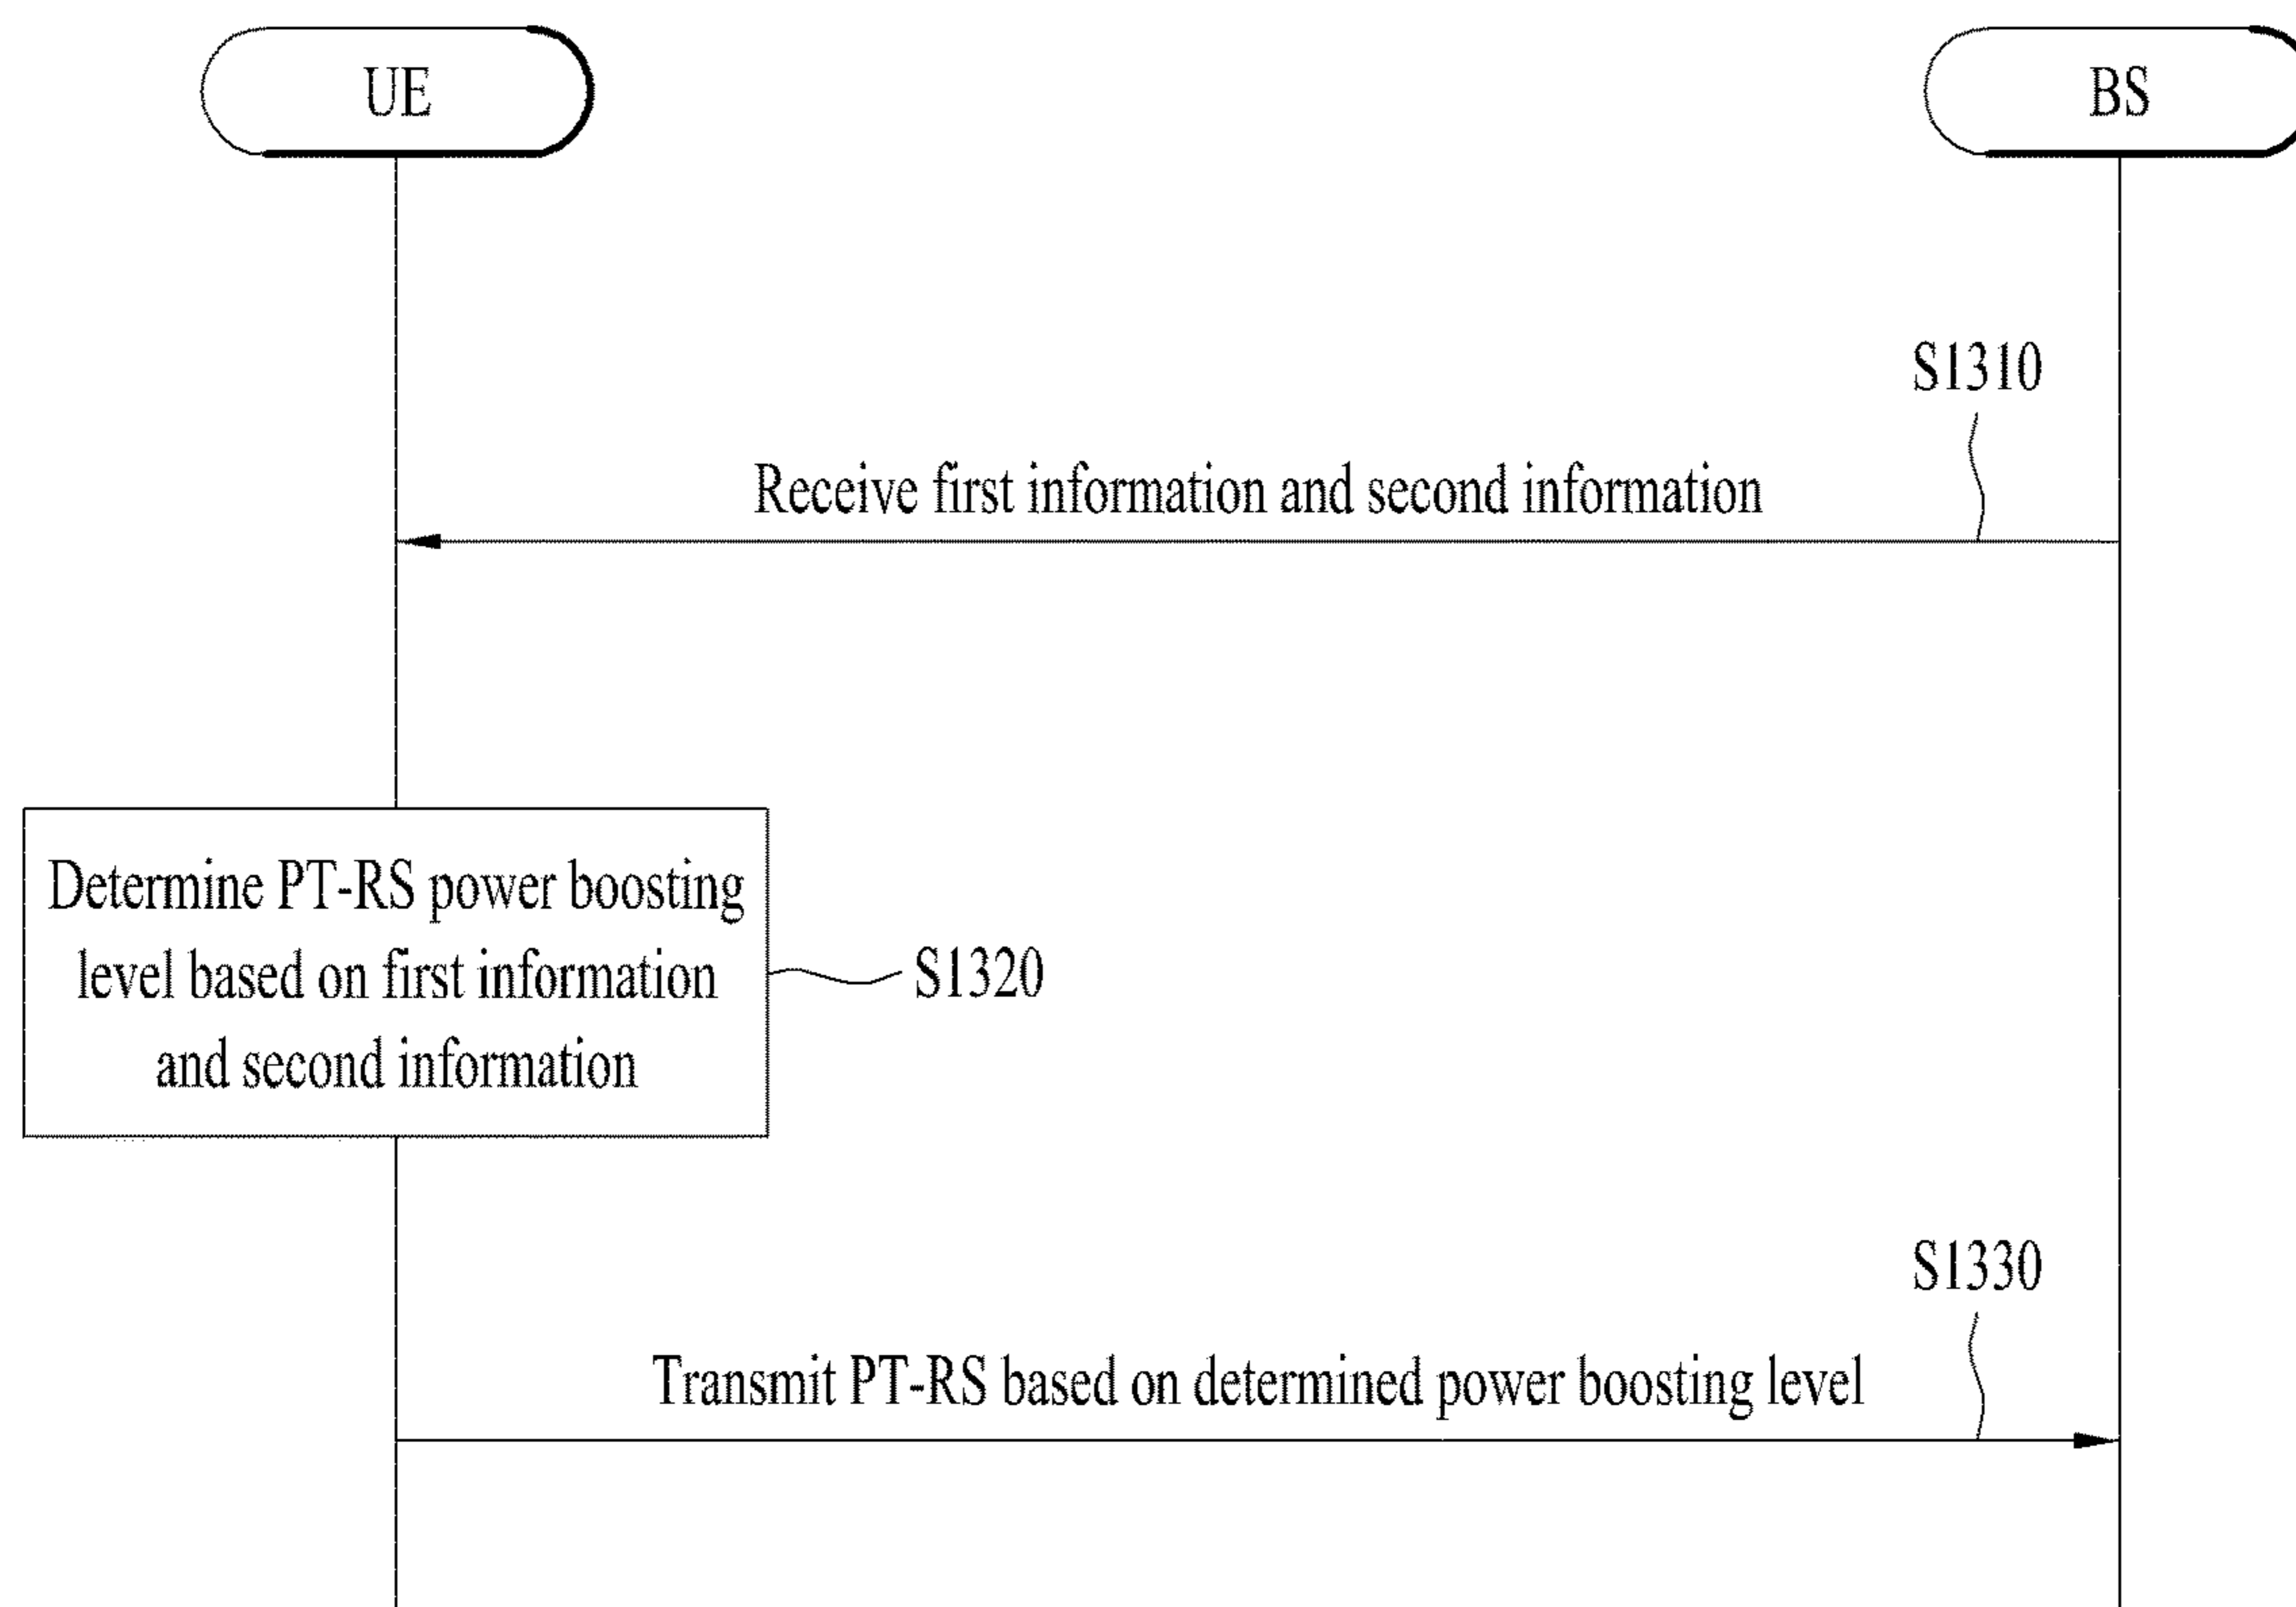 UE
BS
S1310
Receive first information and second information
Determine PT-RS power boosting
level based on first information
and second information
S1320
S1330
Transmit PT-RS based on determined power boosting level